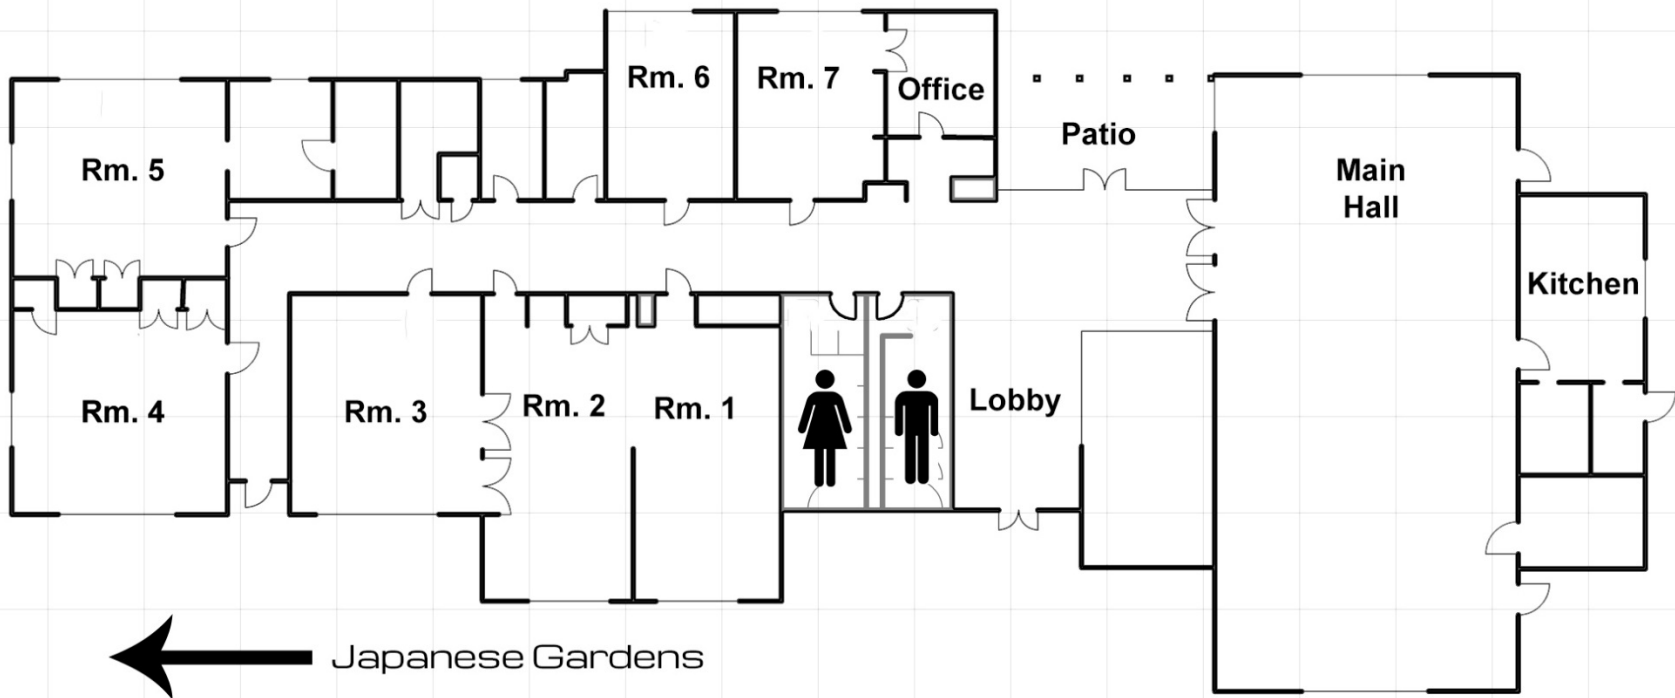 Rm. 6
Rm. 7
Office
Patio
Rm. 5
Main
Hall
Kitchen
Rm. 4
Rm. 3
Rm. 2
Rm. 1
Lobby
Japanese Gardens